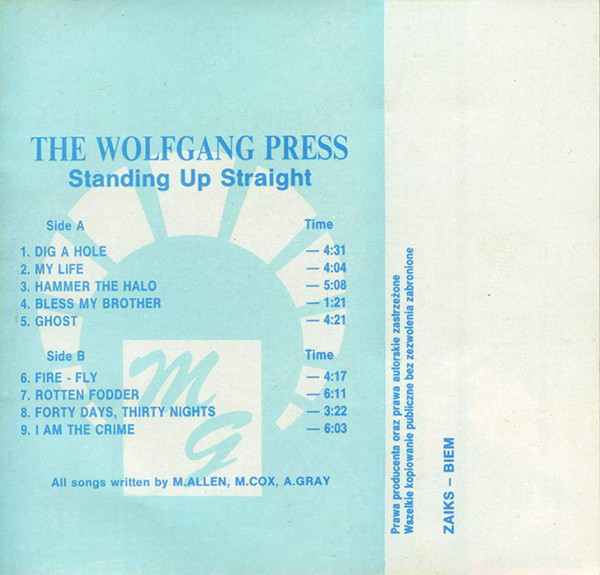 THE WOLFGANG PRESS
Standing Up Straight
Side A Time
1. DIG A HOLE — 4:31
2. MY LIFE — 4:04
3. HAMMER THE HALO — 5:08
4. BLESS MY BROTHER — 1:21
5. GHOST — 4:21
Side B Time
6. FIRE - FLY — 4:17
7. ROTTEN FODDER — 6:11
8. FORTY DAYS, THIRTY NIGHTS — 3:22
9. I AM THE CRIME — 6:03
MG
All songs written by M.ALLEN, M.COX, A.GRAY
Prawa producenta oraz prawa autorskie zastrzeżone
Wszelkie kopiowanie publiczne bez zezwolenia zabronione
ZAIKS – BIEM